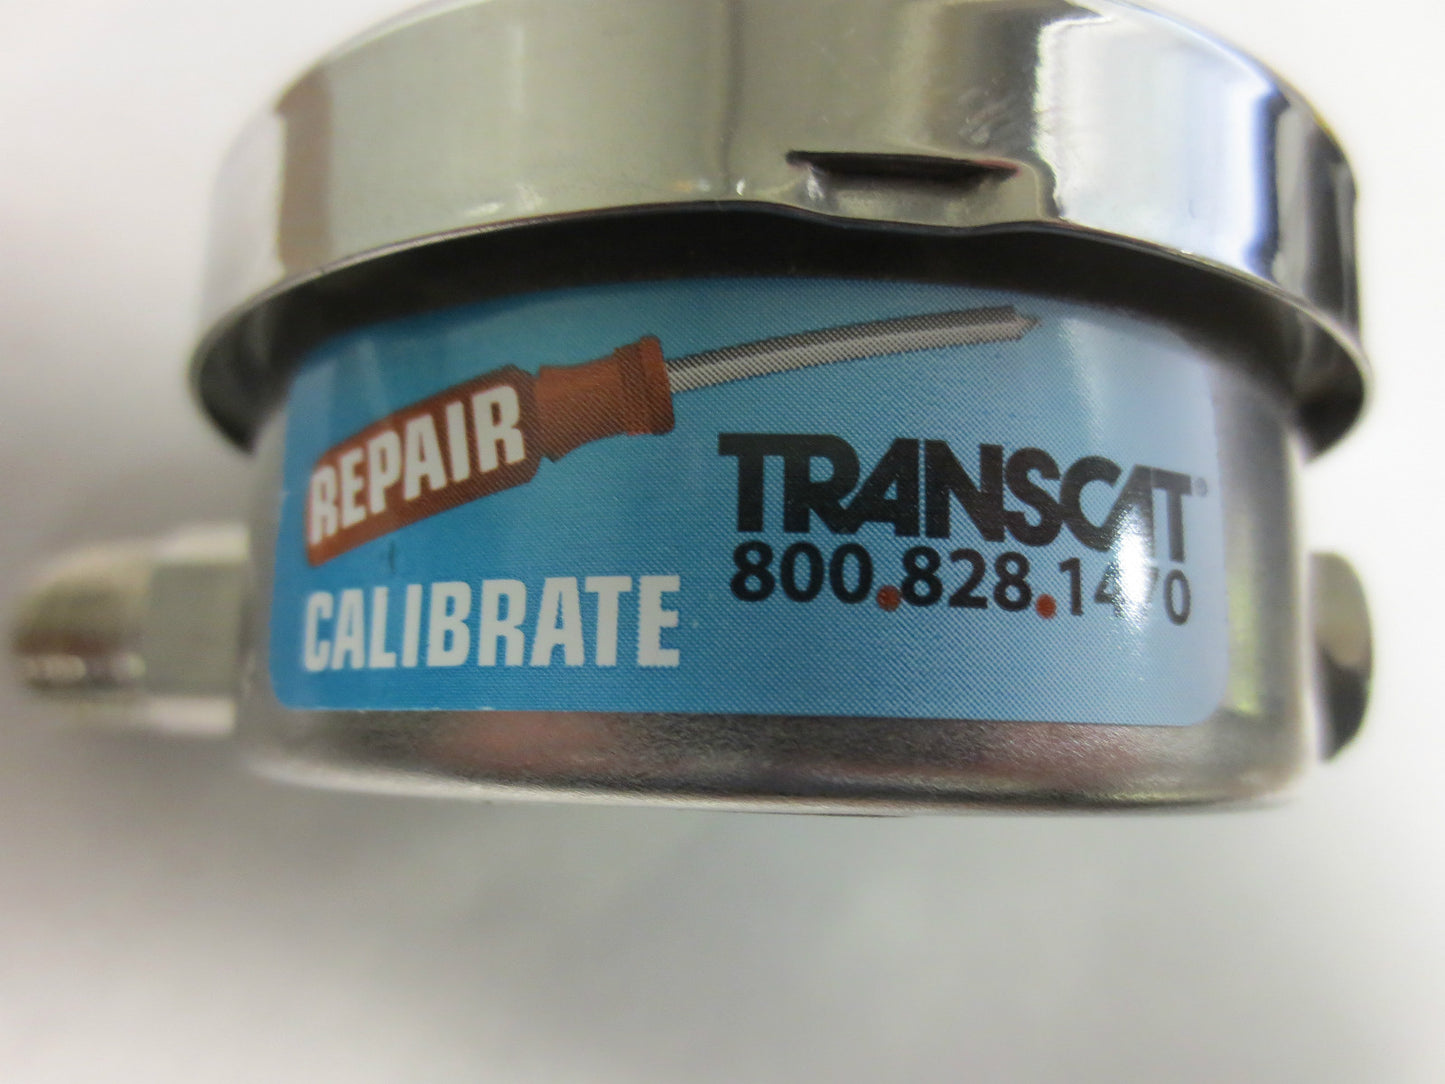 REPAIR
CALIBRATE
TRANSCAT®
800.828.1470